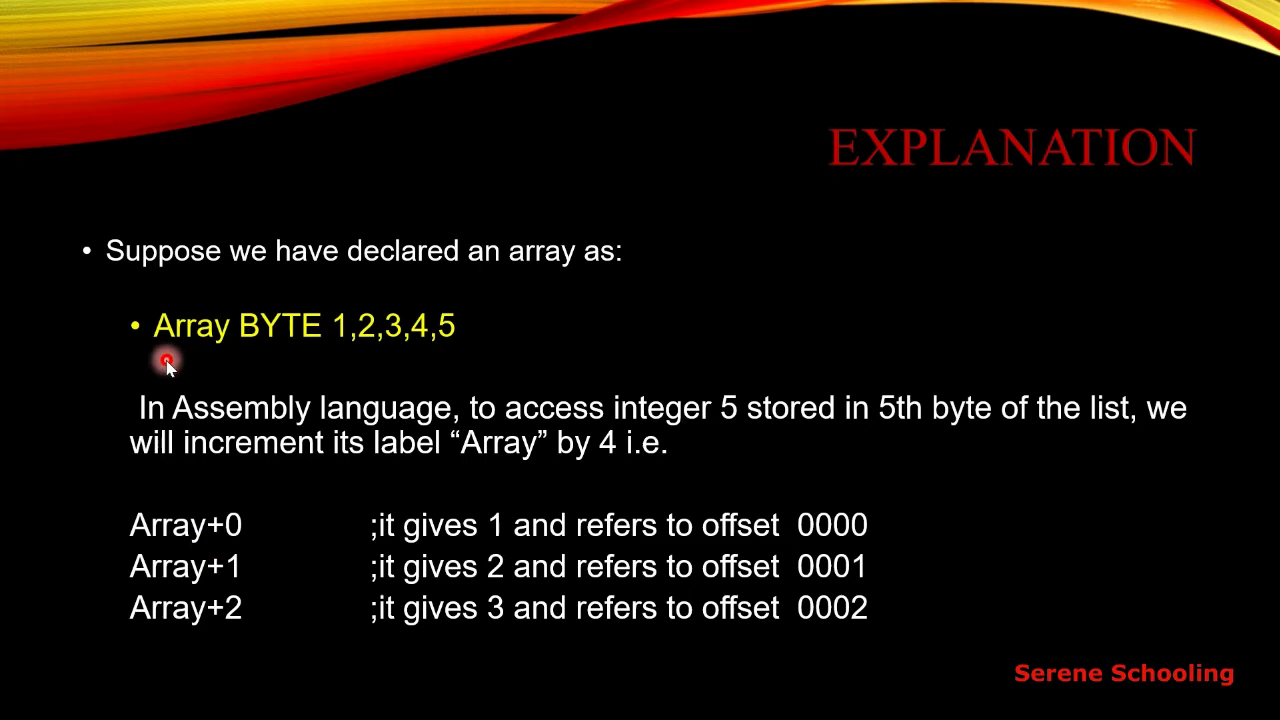 EXPLANATION
• Suppose we have declared an array as:
• Array BYTE 1,2,3,4,5
In Assembly language, to access integer 5 stored in 5th byte of the list, we
will increment its label “Array” by 4 i.e.
Array+0 ;it gives 1 and refers to offset 0000
Array+1 ;it gives 2 and refers to offset 0001
Array+2 ;it gives 3 and refers to offset 0002
Serene Schooling